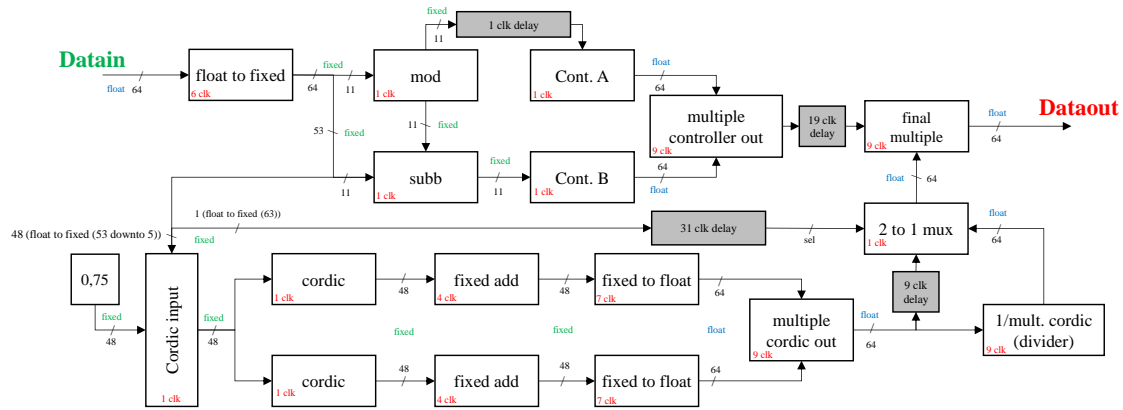 fixed
11
1 clk delay
Datain
float
64
float to fixed
6 clk
64
fixed
11
mod
1 clk
Cont. A
1 clk
float
64
multiple
controller out
9 clk
19 clk
delay
final
multiple
9 clk
float
64
Dataout
53
fixed
11
fixed
11
subb
1 clk
fixed
11
Cont. B
1 clk
64
float
float
64
1 (float to fixed (63))
48 (float to fixed (53 downto 5))
fixed
31 clk delay
sel
2 to 1 mux
1 clk
float
64
0,75
fixed
48
Cordic input
1 clk
fixed
48
cordic
1 clk
48
fixed add
4 clk
48
fixed to float
7 clk
64
9 clk
delay
fixed
fixed
float
multiple
cordic out
9 clk
float
64
1/mult. cordic
(divider)
9 clk
cordic
1 clk
48
fixed add
4 clk
48
fixed to float
7 clk
64